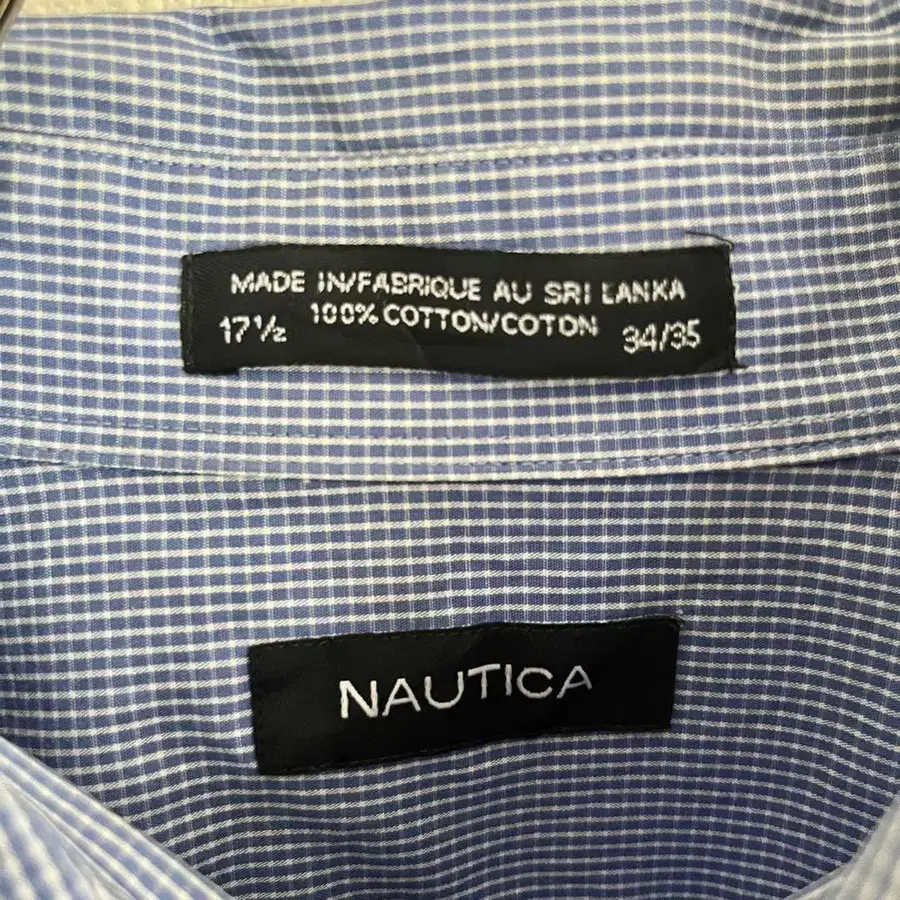 MADE IN/FABRIQUE AU SRI LANKA
17½ 100% COTTON/COTON 34/35
NAUTICA